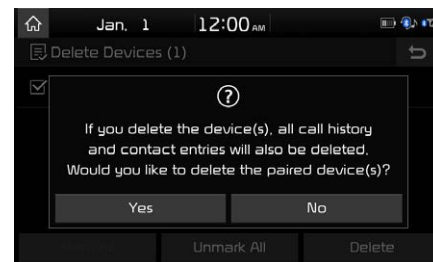 Jan. 1 12:00 AM
Delete Devices (1)
If you delete the device(s), all call history
and contact entries will also be deleted.
Would you like to delete the paired device(s)?
Yes No
Unmark All Delete